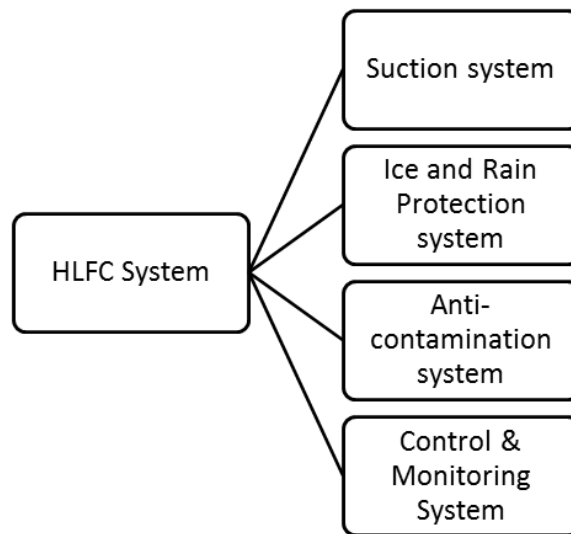 HLFC System
Suction system
Ice and Rain
Protection
system
Anti-
contamination
system
Control &
Monitoring
System